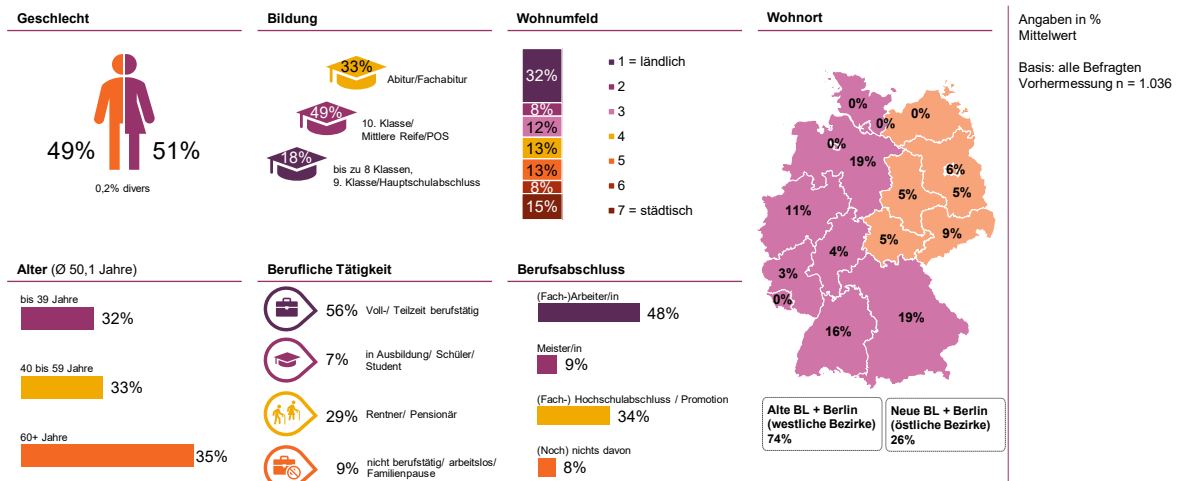 Geschlecht
49%
51%
0,2% divers
Bildung
33%
Abitur/Fachabitur
49%
10. Klasse/
Mittlere Reife/POS
18%
bis zu 8 Klassen,
9. Klasse/Hauptschulabschluss
Wohnumfeld
32%
8%
12%
13%
13%
8%
15%
1 = ländlich
2
3
4
5
6
7 = städtisch
Wohnort
0%
0%
0%
0%
19%
6%
5%
5%
11%
9%
5%
4%
3%
0%
19%
16%
Alte BL + Berlin
(westliche Bezirke)
74%
Neue BL + Berlin
(östliche Bezirke)
26%
Angaben in %
Mittelwert
Basis: alle Befragten
Vorhermessung n = 1.036
Alter (Ø 50,1 Jahre)
bis 39 Jahre
32%
40 bis 59 Jahre
33%
60+ Jahre
35%
Berufliche Tätigkeit
56% Voll-/ Teilzeit berufstätig
7% in Ausbildung/ Schüler/
Student
29% Rentner/ Pensionär
9% nicht berufstätig/ arbeitslos/
Familienpause
Berufsabschluss
(Fach-)Arbeiter/in
48%
Meister/in
9%
(Fach-) Hochschulabschluss / Promotion
34%
(Noch) nichts davon
8%